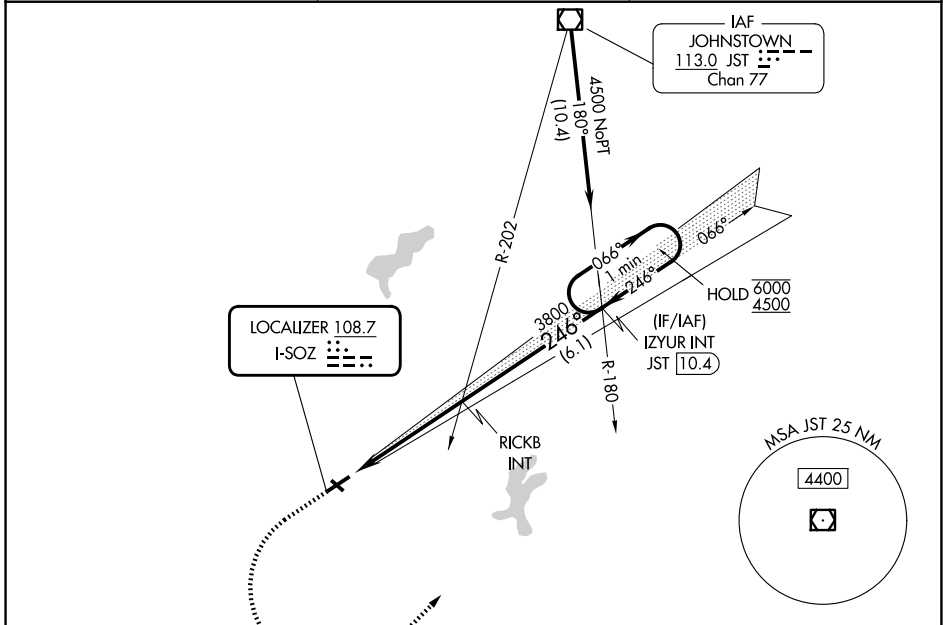 IAF
JOHNSTOWN
113.0 JST
Chan 77
4500 NoPT
180°
(10.4)
R-202
066°
1 min
246°
066°
HOLD 6000
4500
3800
246°
(6.1)
(IF/IAF)
IZYUR INT
JST 10.4
R-180
LOCALIZER 108.7
I-SOZ
RICKB
INT
MSA JST 25 NM
4400